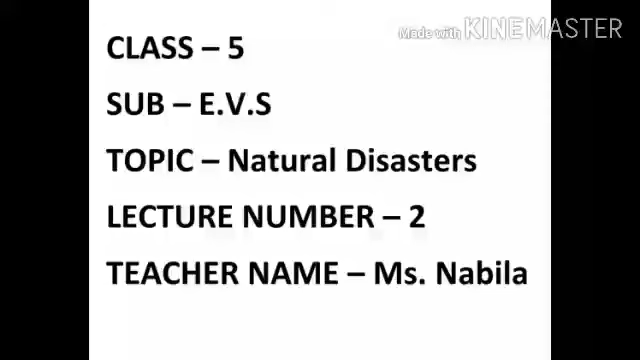 Made with KINEMASTER
CLASS – 5
SUB – E.V.S
TOPIC – Natural Disasters
LECTURE NUMBER – 2
TEACHER NAME – Ms. Nabila